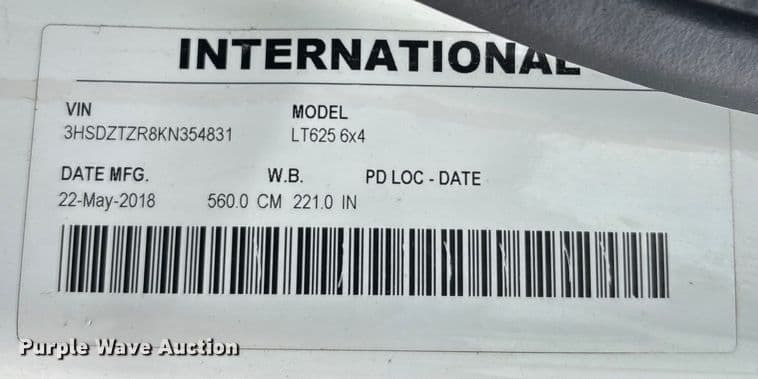 INTERNATIONAL
VIN MODEL
3HSDZTZR8KN354831 LT625 6x4
DATE MFG. W.B. PD LOC - DATE
22-May-2018 560.0 CM 221.0 IN
Purple Wave Auction